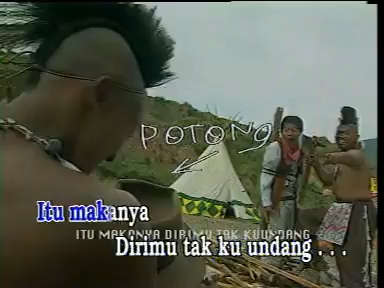 POTONG
Itu makanya
ITU MAKANYA DIRIMU TAK KUUNDANG
Dirimu tak ku undang . . .